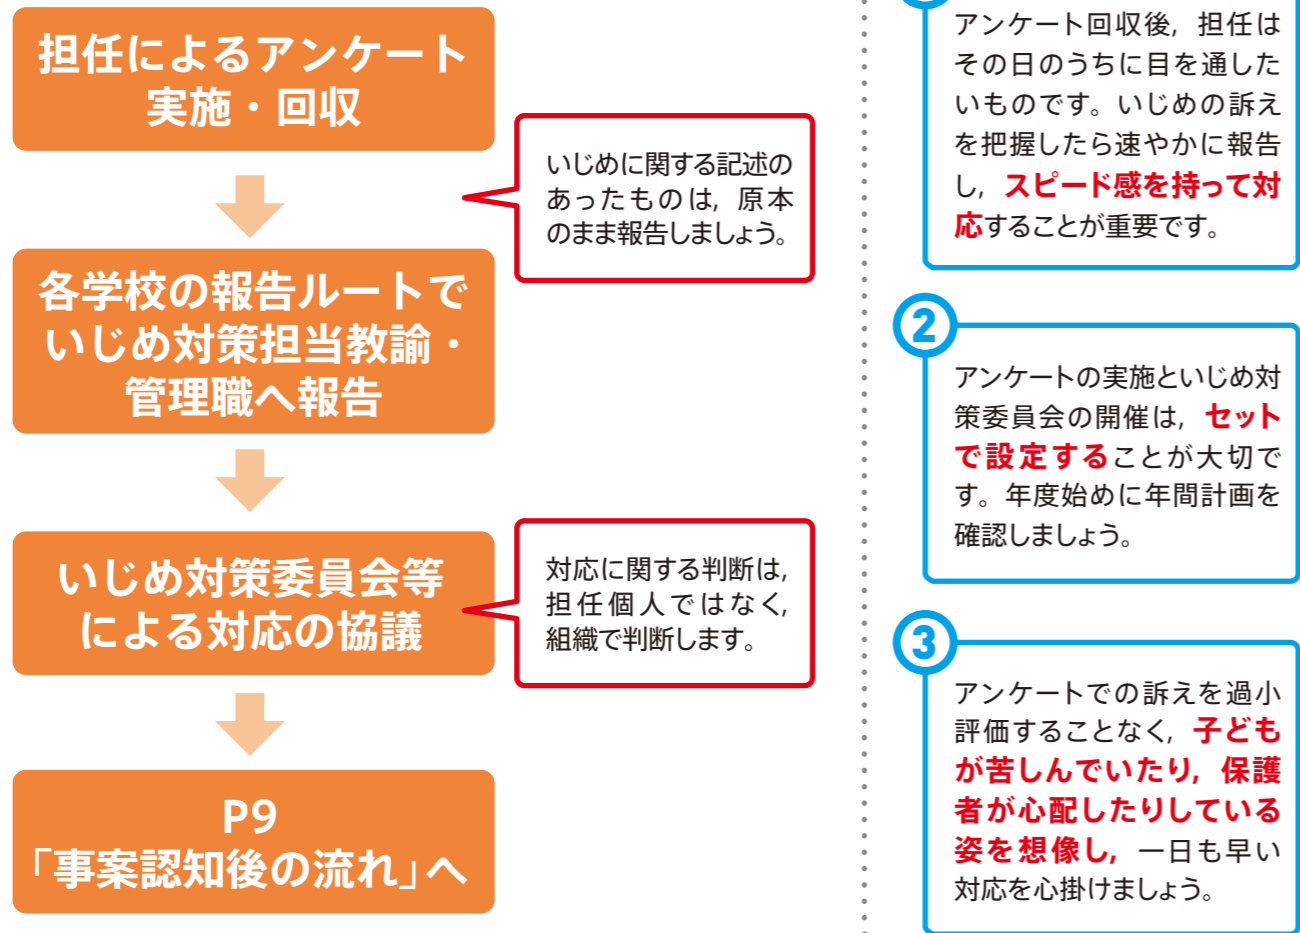 担任によるアンケート
実施・回収
いじめに関する記述の
あったものは，原本
のまま報告しましょう。
各学校の報告ルートで
いじめ対策担当教諭・
管理職へ報告
いじめ対策委員会等
による対応の協議
対応に関する判断は，
担任個人ではなく，
組織で判断します。
P9
「事案認知後の流れ」へ
アンケート回収後，担任は
その日のうちに目を通した
いものです。いじめの訴え
を把握したら速やかに報告
し，スピード感を持って対
応することが重要です。
2
アンケートの実施といじめ対
策委員会の開催は，セット
で設定することが大切で
す。年度始めに年間計画を
確認しましょう。
3
アンケートでの訴えを過小
評価することなく，子ども
が苦しんでいたり，保護
者が心配したりしている
姿を想像し，一日も早い
対応を心掛けましょう。